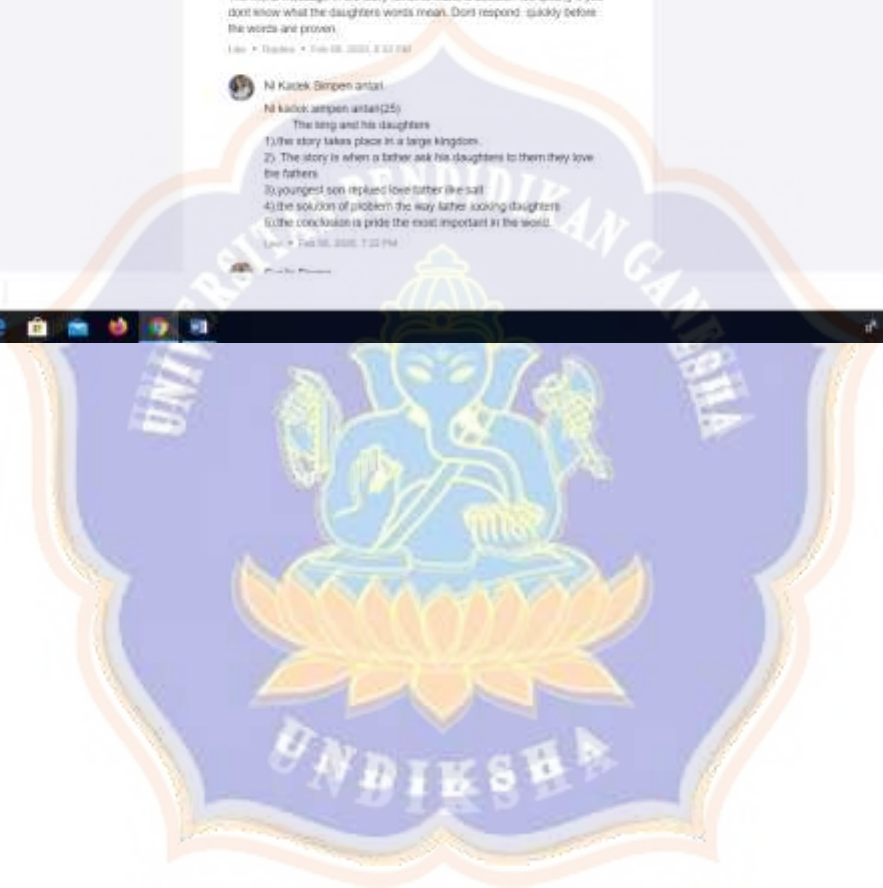 dont know what the daughters words mean. Dont respond quickly before
the words are proven.
Ni Kadek Simpen antari
Ni kadek simpen antari(25)
The king and his daughters
1).the story takes place in a large kingdom.
2). The story is when a father ask his daughters to them they love
the fathers
3).youngest son replued love father like salt
4).the solution of problem the way father looking daughters
5).the conclusion is pride the most important in the world.
UNIVERSITAS PENDIDIKAN GANESHA
UNDIKSHA